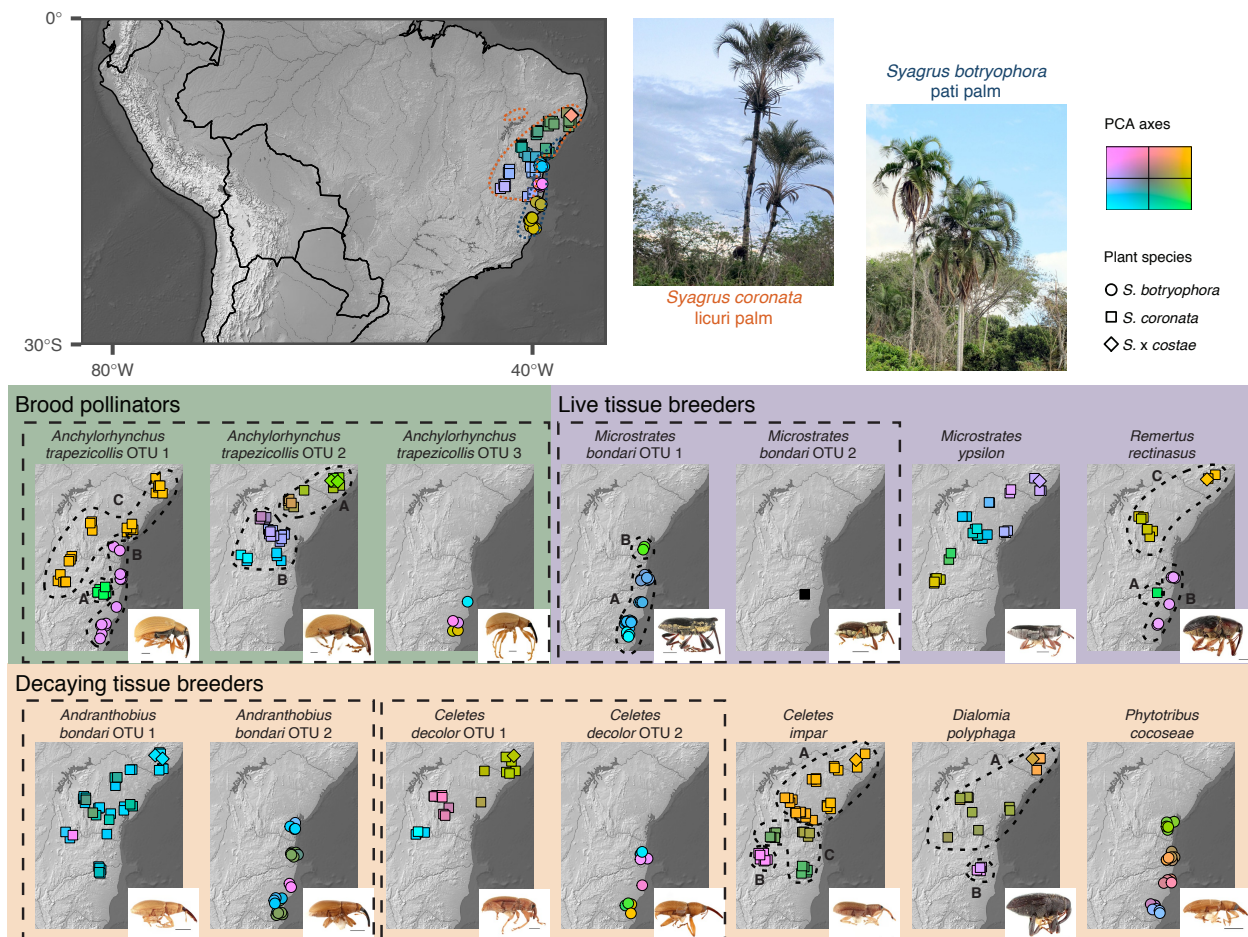 0°
30°S
80°W
40°W
Syagrus coronata
licuri palm
Syagrus botryophora
pati palm
PCA axes
Plant species
S. botryophora
S. coronata
S. x costae
Brood pollinators
Live tissue breeders
Anchylorhynchus
trapezicollis OTU 1
Anchylorhynchus
trapezicollis OTU 2
Anchylorhynchus
trapezicollis OTU 3
Microstrates
bondari OTU 1
Microstrates
bondari OTU 2
Microstrates
ypsilon
Remertus
rectinasus
C
B
A
A
B
B
A
C
A
B
Decaying tissue breeders
Andranthobius
bondari OTU 1
Andranthobius
bondari OTU 2
Celetes
decolor OTU 1
Celetes
decolor OTU 2
Celetes
impar
Dialomia
polyphaga
Phytotribus
cocoseae
A
B
C
A
B